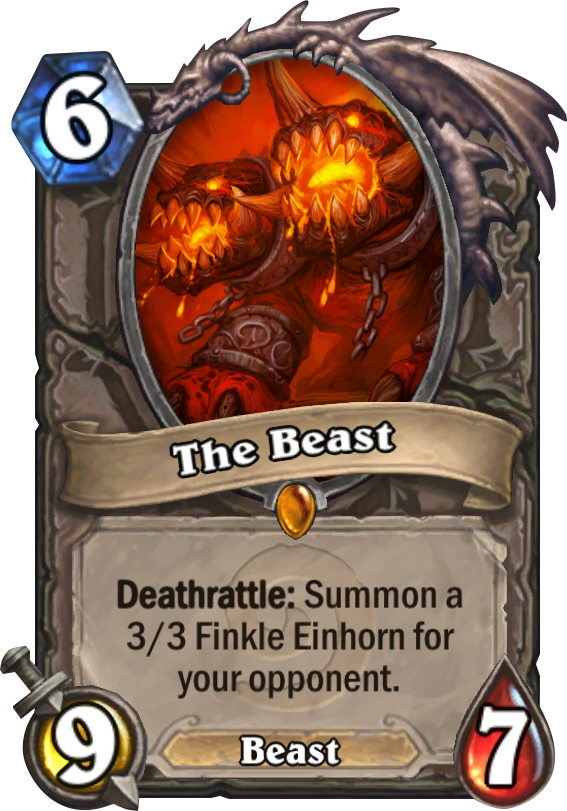 6
The Beast
Deathrattle: Summon a
3/3 Finkle Einhorn for
your opponent.
9
Beast
7